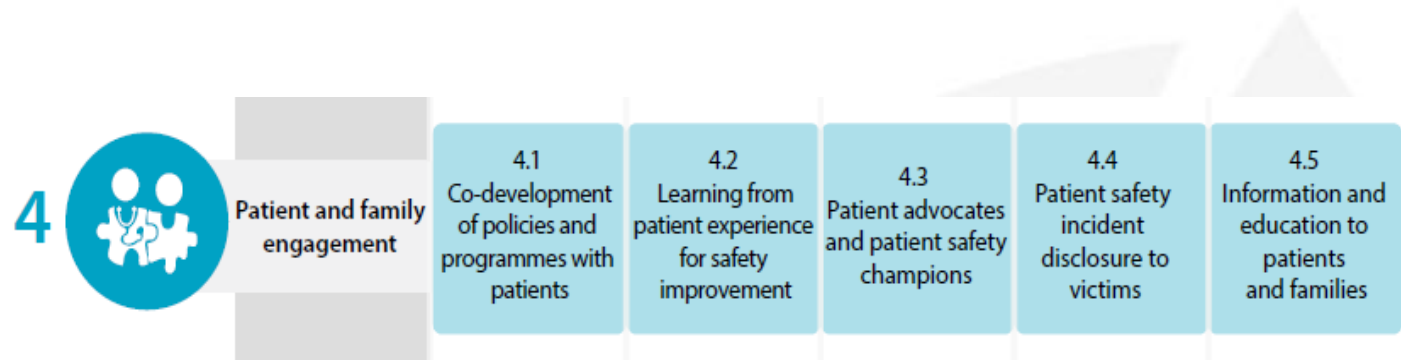 4
Patient and family
engagement
4.1
Co-development
of policies and
programmes with
patients
4.2
Learning from
patient experience
for safety
improvement
4.3
Patient advocates
and patient safety
champions
4.4
Patient safety
incident
disclosure to
victims
4.5
Information and
education to
patients
and families